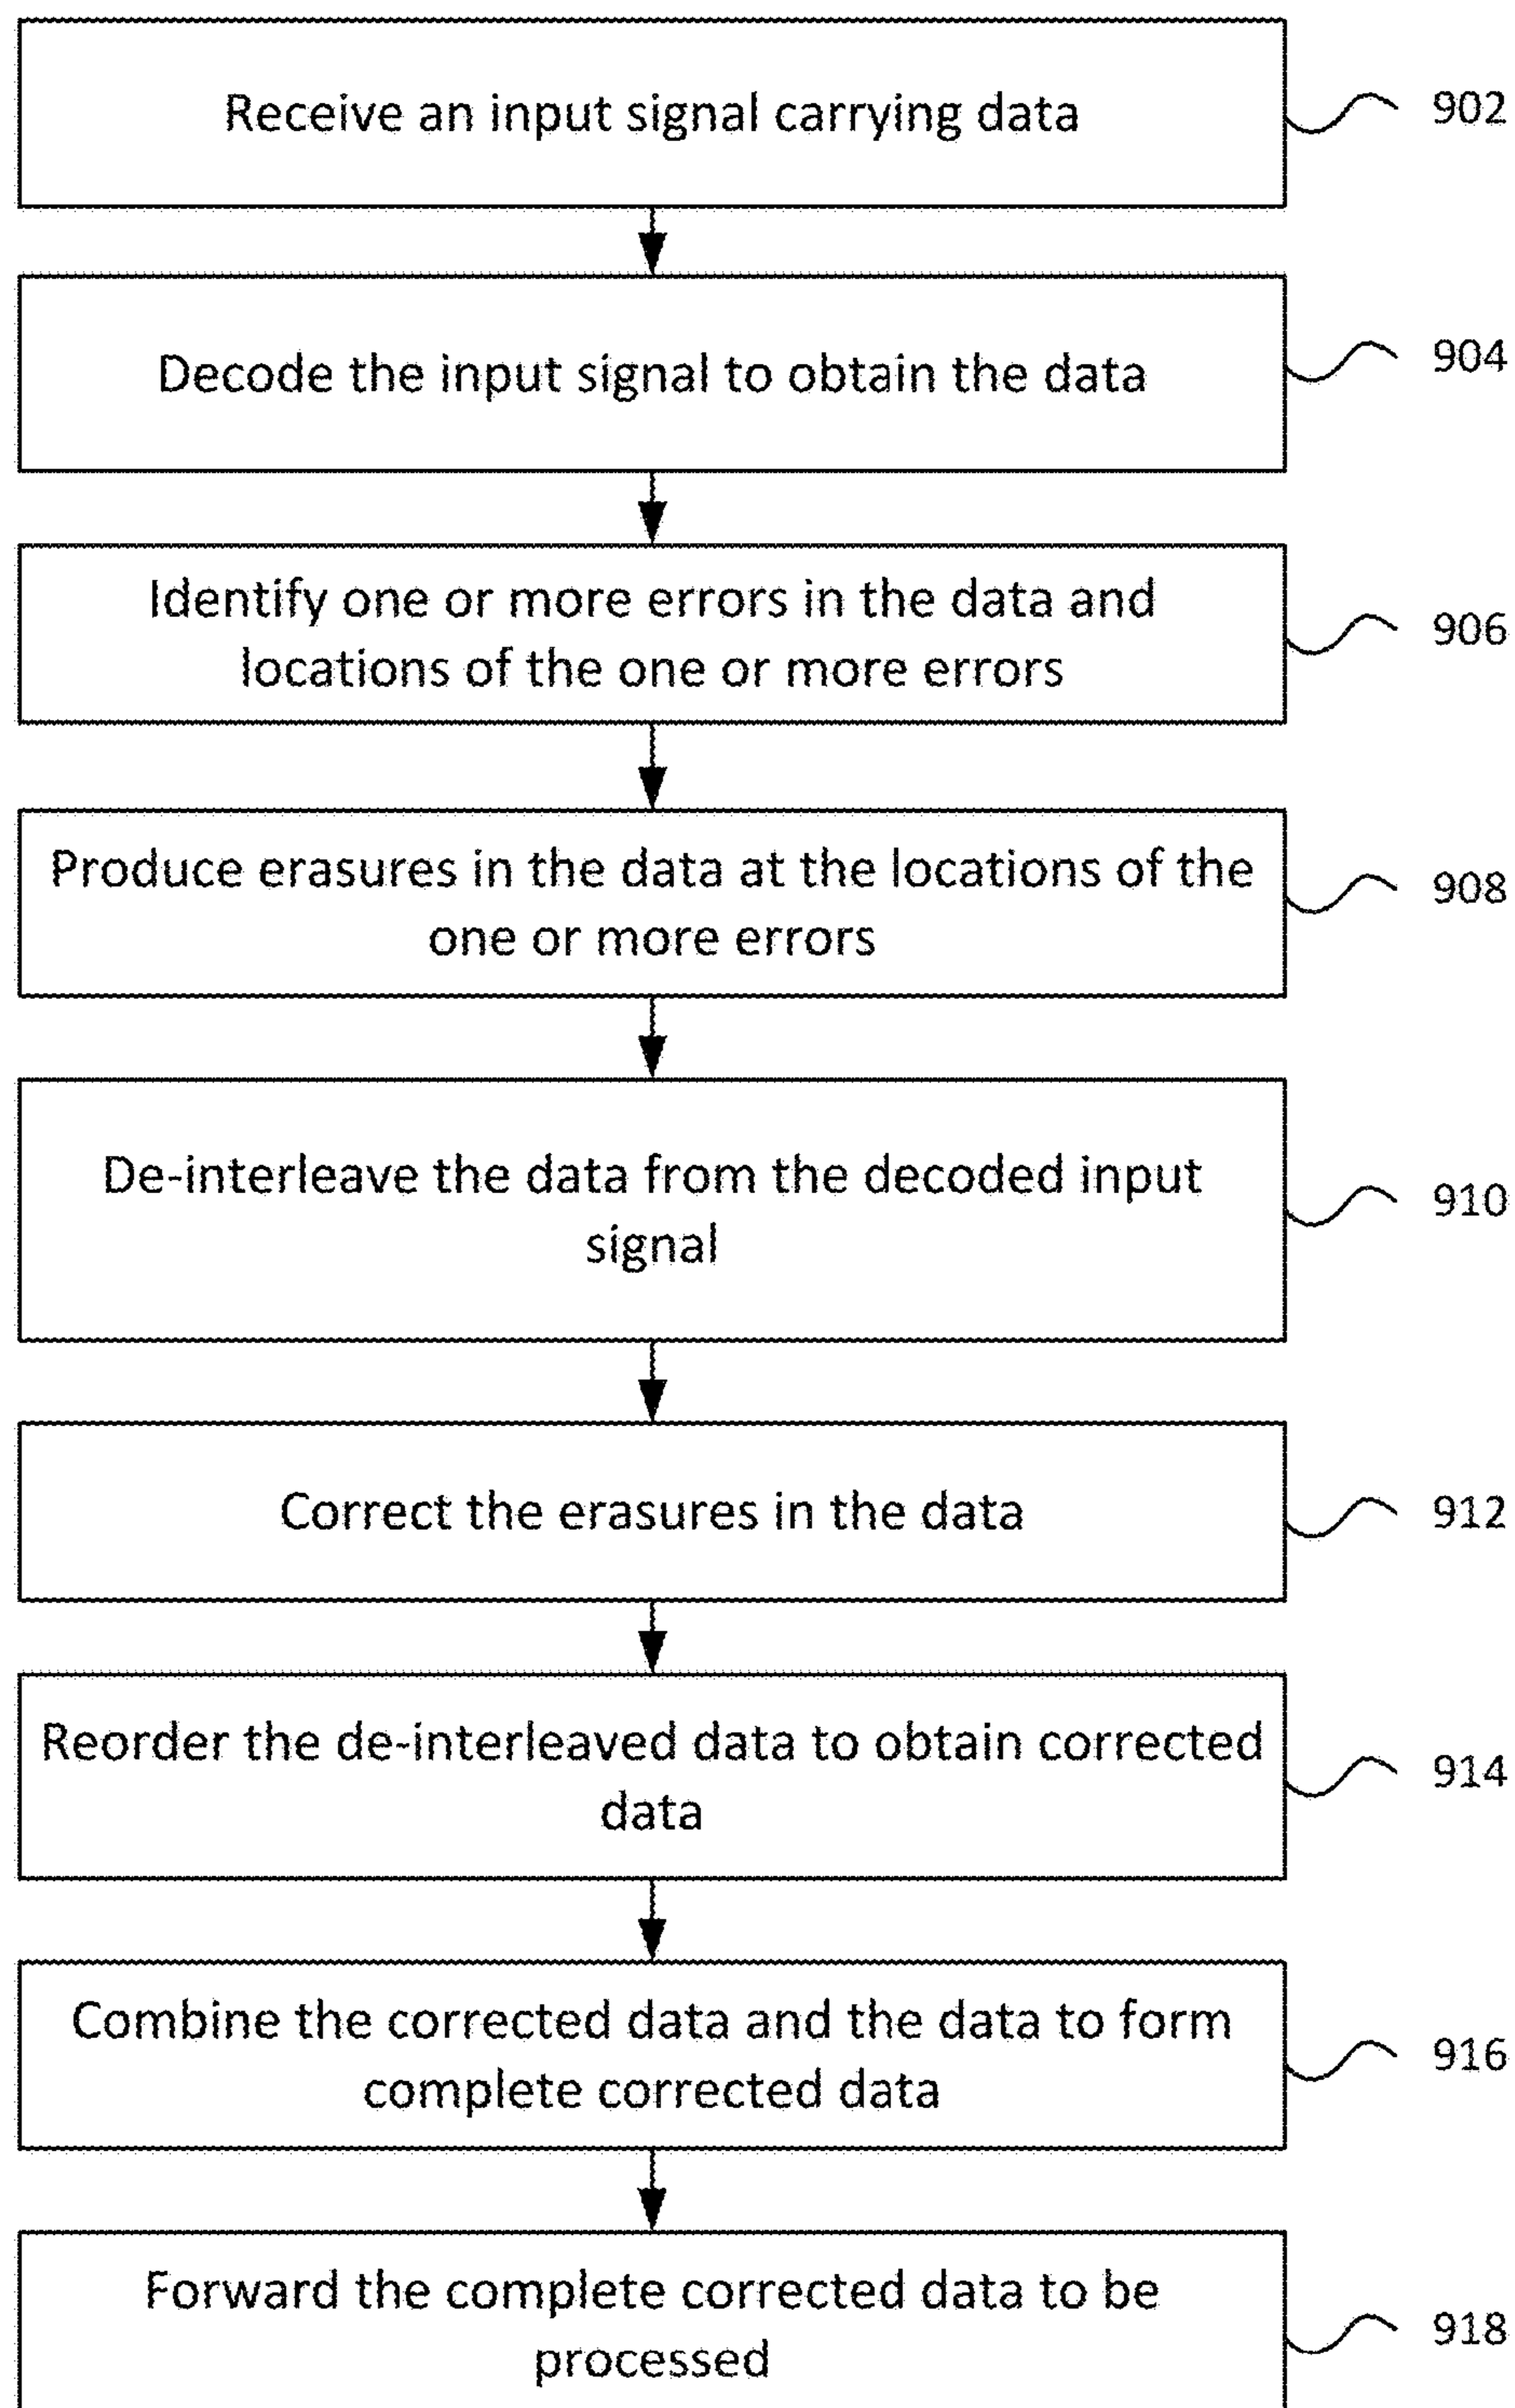 Receive an input signal carrying data
902
Decode the input signal to obtain the data
904
Identify one or more errors in the data and
locations of the one or more errors
906
Produce erasures in the data at the locations of the
one or more errors
908
De-interleave the data from the decoded input
signal
910
Correct the erasures in the data
912
Reorder the de-interleaved data to obtain corrected
data
914
Combine the corrected data and the data to form
complete corrected data
916
Forward the complete corrected data to be
processed
918